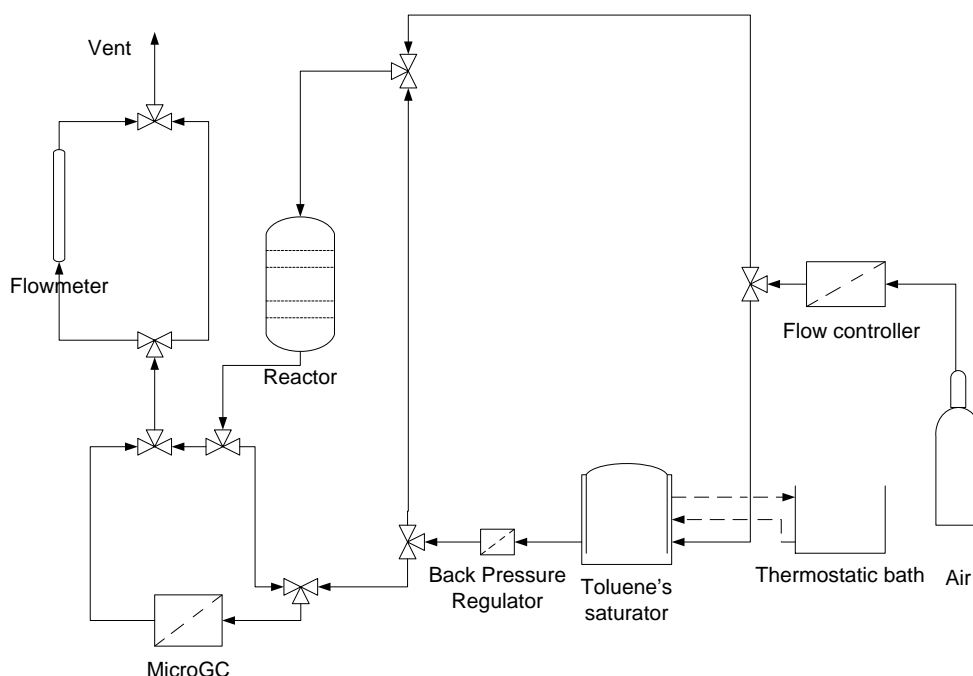 Vent
Flowmeter
Flow controller
Reactor
Back Pressure
Regulator
Toluene’s
saturator
Thermostatic bath
Air
MicroGC